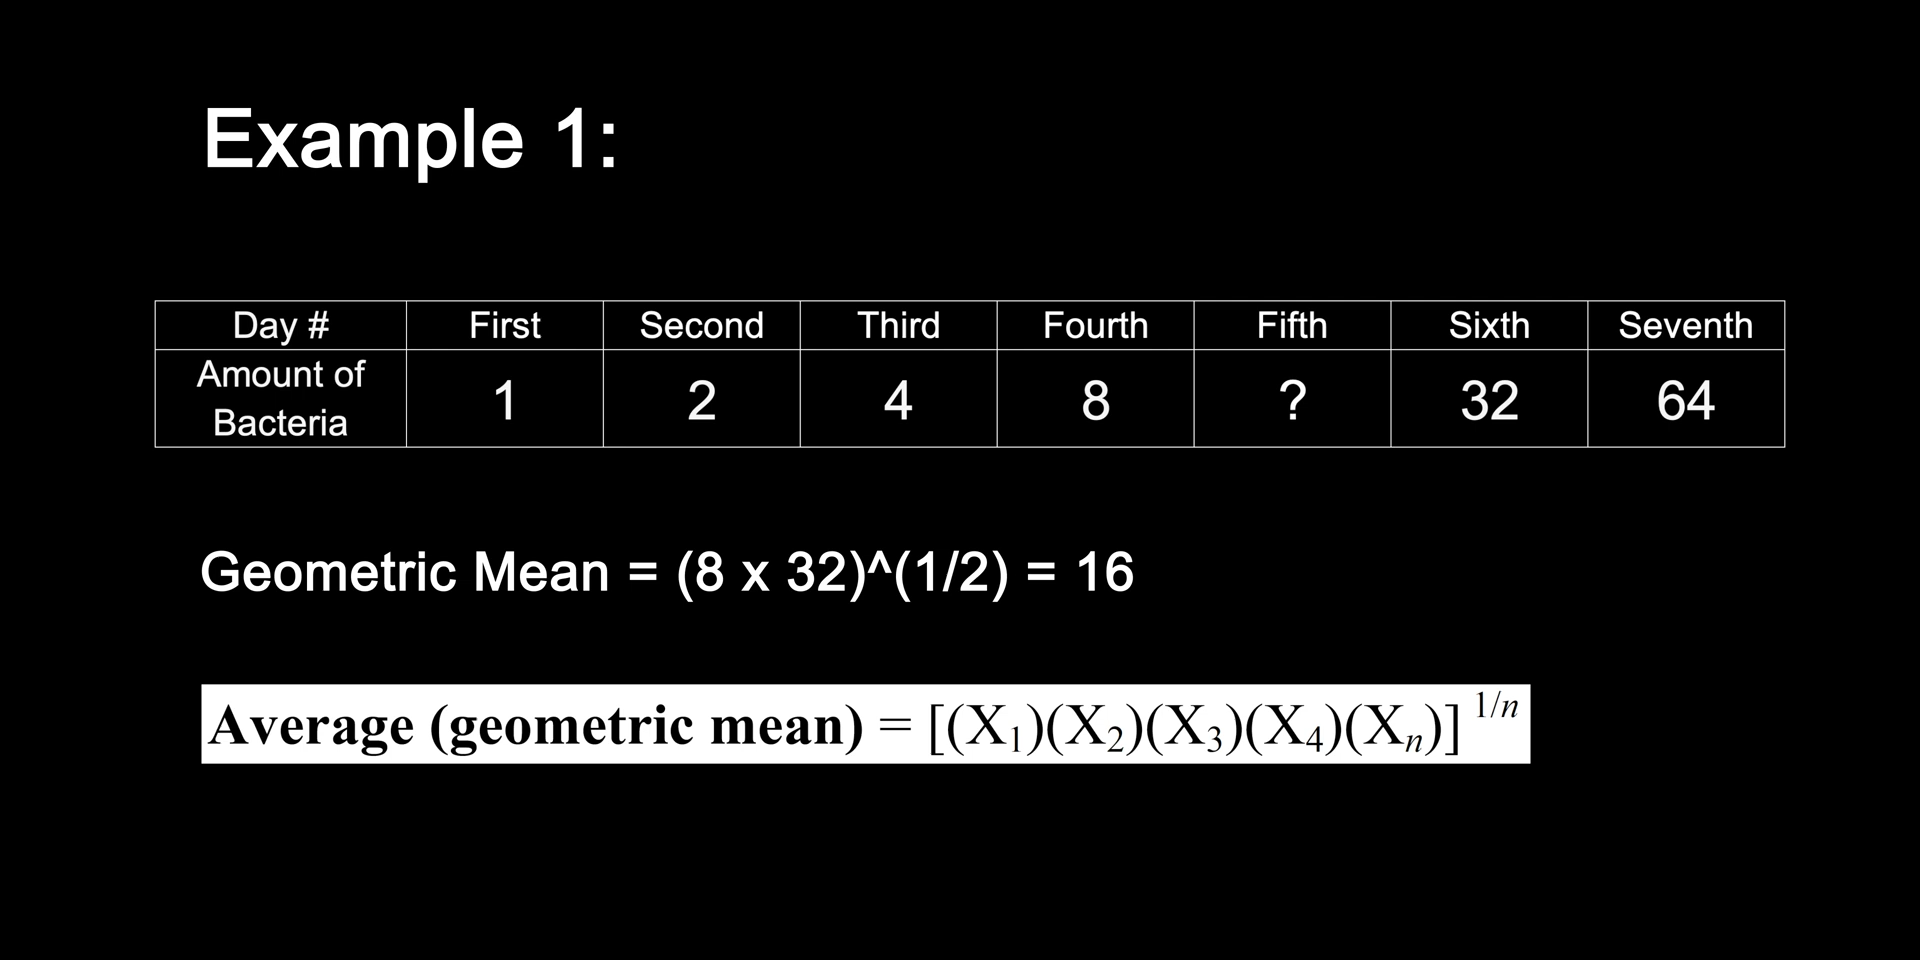 Example 1:
Day # First Second Third Fourth Fifth Sixth Seventh
Amount of Bacteria 1 2 4 8 ? 32 64
Geometric Mean = (8 x 32)^(1/2) = 16
Average (geometric mean) = [(X₁)(X₂)(X₃)(X₄)(Xₙ)] ¹/ⁿ